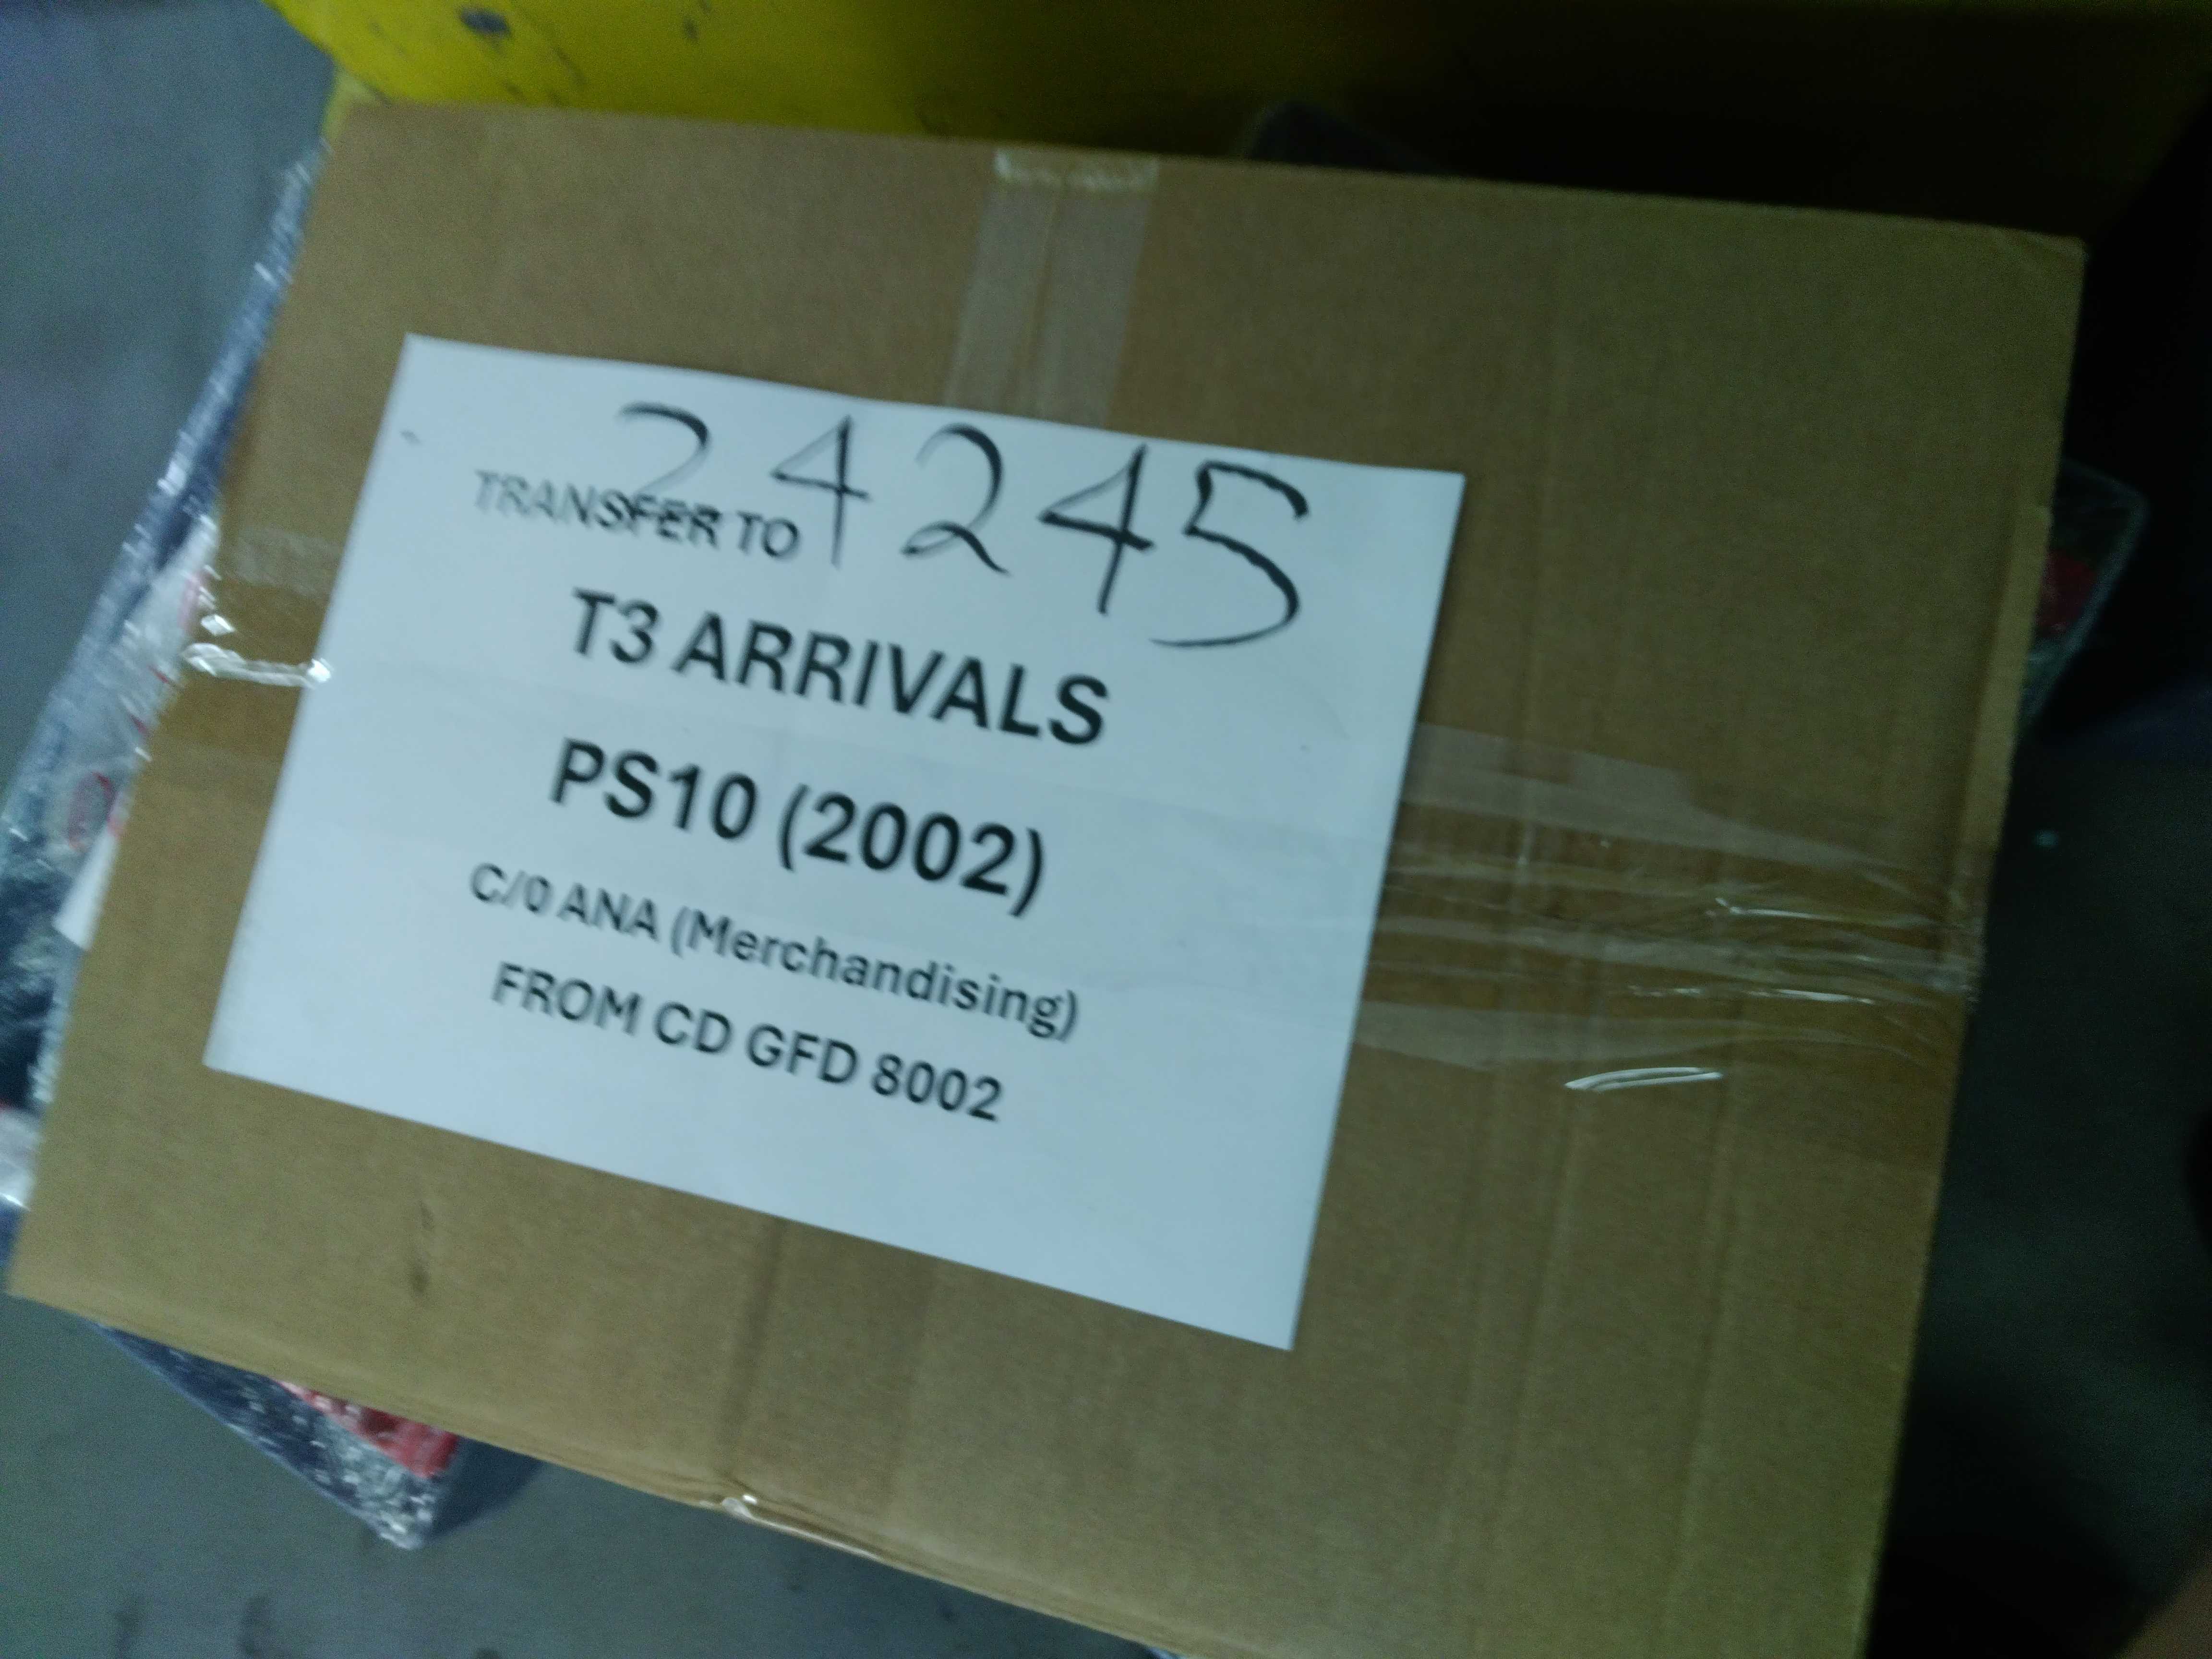 24245
TRANSFER TO
T3 ARRIVALS
PS10 (2002)
C/0 ANA (Merchandising)
FROM CD GFD 8002